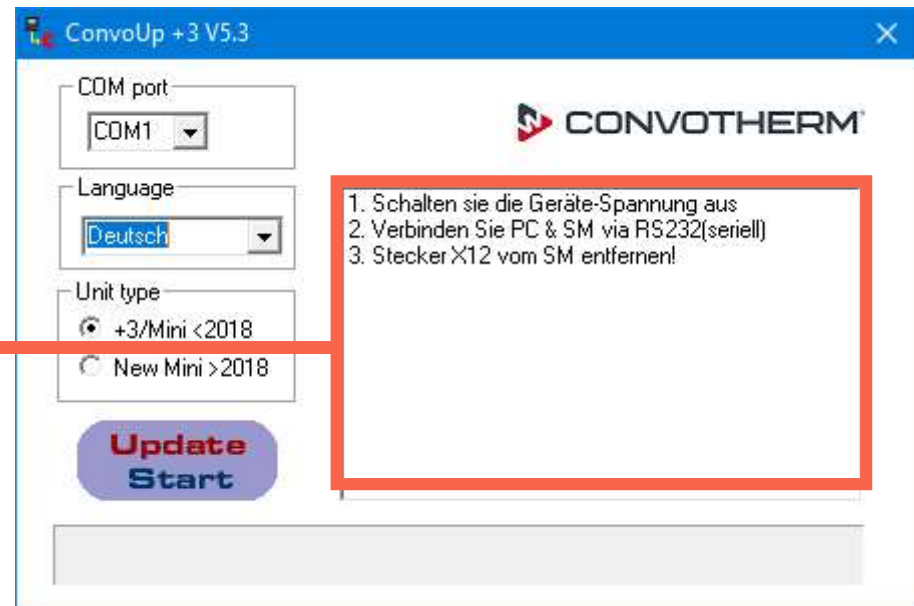 ConvoUp +3 V5.3
COM port
COM1
CONVOTHERM
Language
Deutsch
1. Schalten sie die Geräte-Spannung aus
2. Verbinden Sie PC & SM via RS232(seriell)
3. Stecker X12 vom SM entfernen!
Unit type
+3/Mini <2018
New Mini >2018
Update
Start